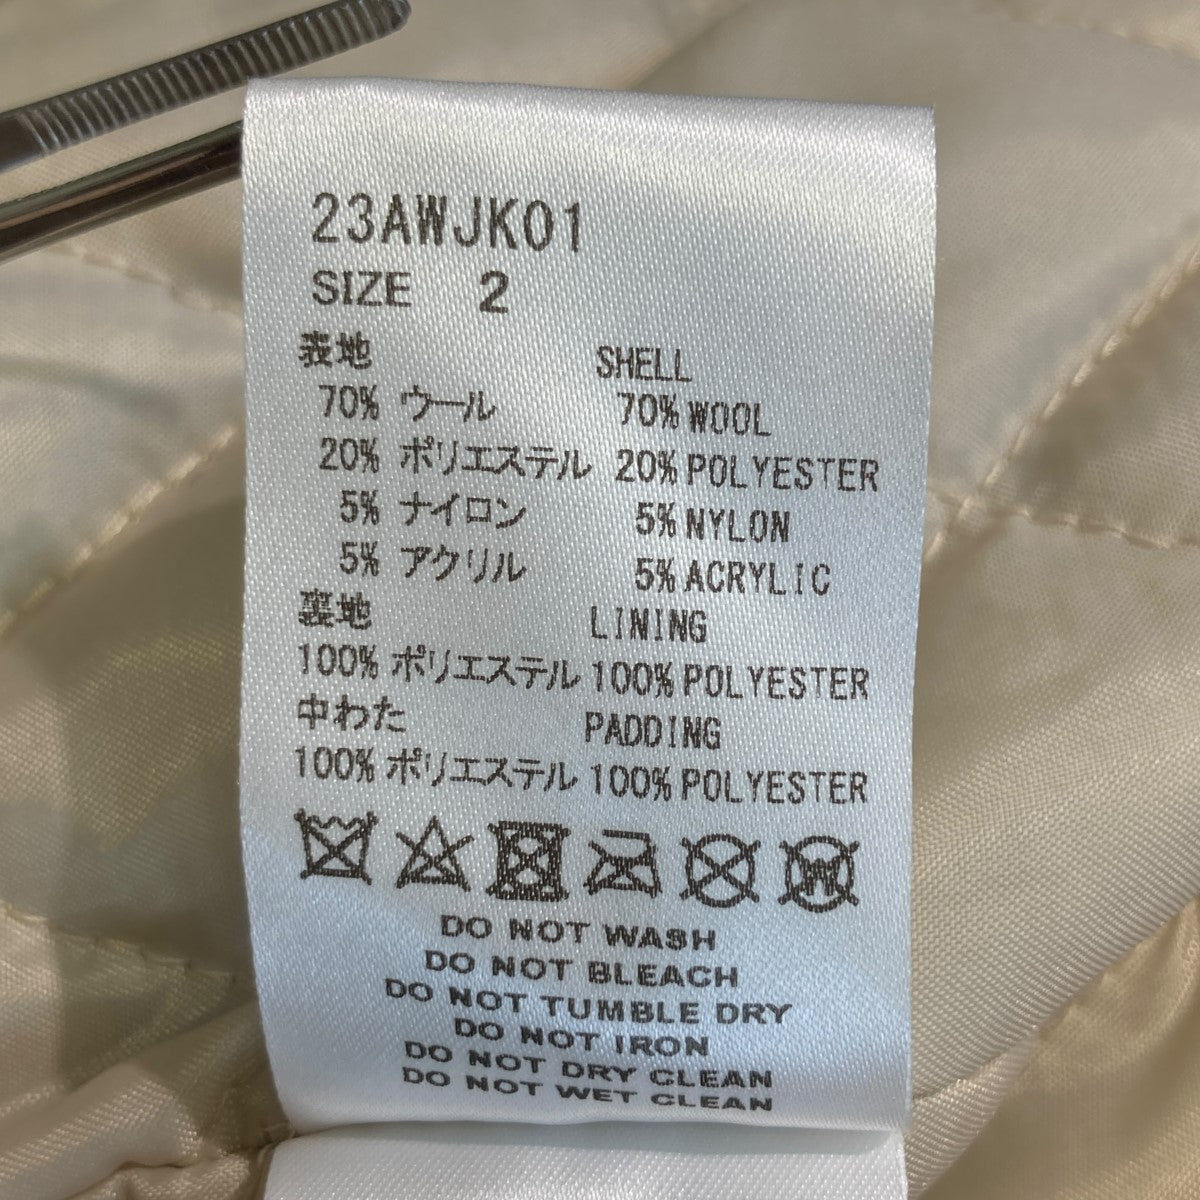 23AWJK01
SIZE 2
表地 SHELL
70% ウール 70% WOOL
20% ポリエステル 20% POLYESTER
5% ナイロン 5% NYLON
5% アクリル 5% ACRYLIC
裏地 LINING
100% ポリエステル 100% POLYESTER
中わた PADDING
100% ポリエステル 100% POLYESTER
W
DO NOT WASH
DO NOT BLEACH
DO NOT TUMBLE DRY
DO NOT IRON
DO NOT DRY CLEAN
DO NOT WET CLEAN